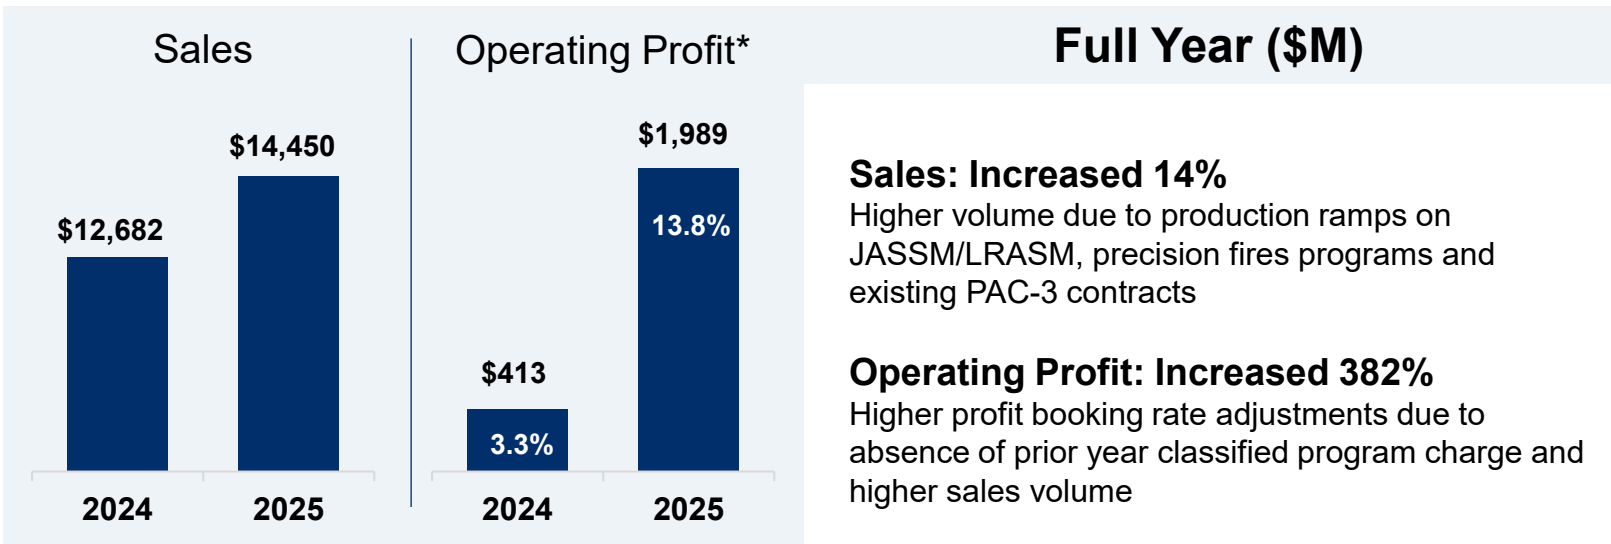 Sales
$12,682
$14,450
2024
2025
Operating Profit*
$413
3.3%
$1,989
13.8%
2024
2025
Full Year ($M)
Sales: Increased 14%
Higher volume due to production ramps on
JASSM/LRASM, precision fires programs and
existing PAC-3 contracts
Operating Profit: Increased 382%
Higher profit booking rate adjustments due to
absence of prior year classified program charge and
higher sales volume